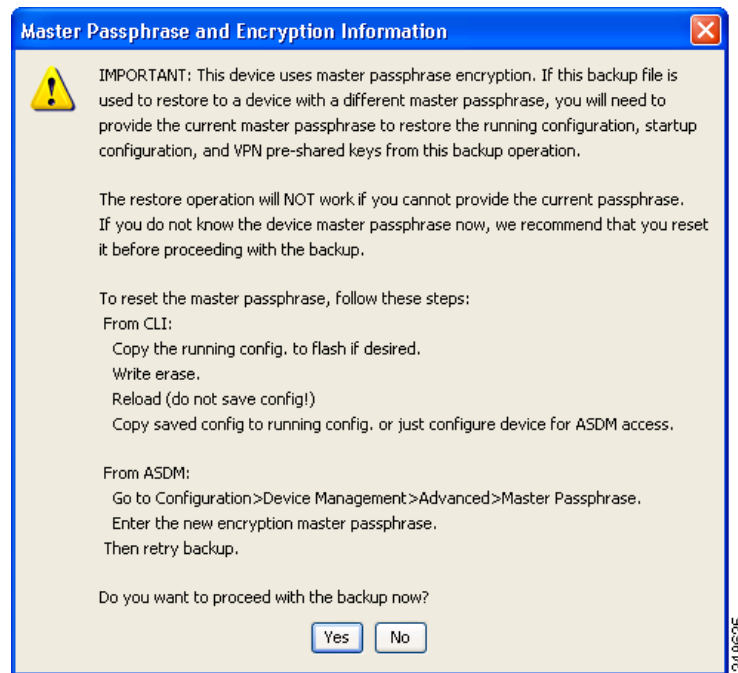 Master Passphrase and Encryption Information
IMPORTANT: This device uses master passphrase encryption. If this backup file is
used to restore to a device with a different master passphrase, you will need to
provide the current master passphrase to restore the running configuration, startup
configuration, and VPN pre-shared keys from this backup operation.
The restore operation will NOT work if you cannot provide the current passphrase.
If you do not know the device master passphrase now, we recommend that you reset
it before proceeding with the backup.
To reset the master passphrase, follow these steps:
From CLI:
Copy the running config. to flash if desired.
Write erase.
Reload (do not save config!)
Copy saved config to running config. or just configure device for ASDM access.
From ASDM:
Go to Configuration>Device Management>Advanced>Master Passphrase.
Enter the new encryption master passphrase.
Then retry backup.
Do you want to proceed with the backup now?
Yes No